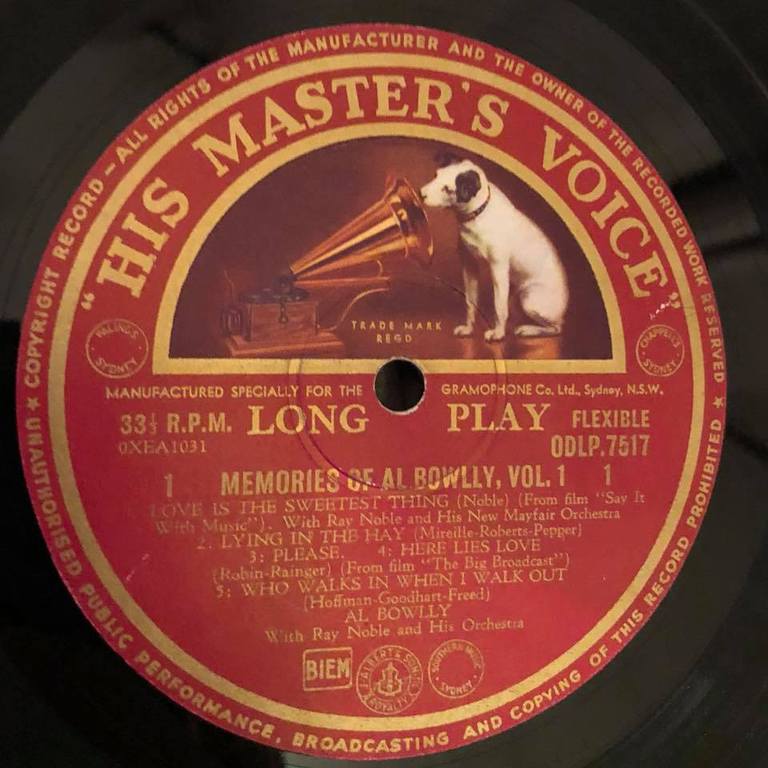 ★ COPYRIGHT RECORD – ALL RIGHTS OF THE MANUFACTURER AND THE OWNER OF THE RECORDED WORK RESERVED ★ UNAUTHORISED PUBLIC PERFORMANCE, BROADCASTING AND COPYING OF THIS RECORD PROHIBITED
"HIS MASTER'S VOICE"
TRADE MARK
REGD
PALINGS
SYDNEY
CHAPPELLS
SYDNEY
MANUFACTURED SPECIALLY FOR THE GRAMOPHONE Co. Ltd., Sydney, N.S.W.
33⅓ R.P.M. LONG PLAY FLEXIBLE
0XEA1031 ODLP.7517
1 MEMORIES OF AL BOWLLY, VOL. 1 1
LOVE IS THE SWEETEST THING (Noble) (From film "Say It
With Music"). With Ray Noble and His New Mayfair Orchestra
2: LYING IN THE HAY (Mireille-Roberts-Pepper)
3: PLEASE. 4: HERE LIES LOVE
(Robin-Rainger) (From film "The Big Broadcast")
5: WHO WALKS IN WHEN I WALK OUT
(Hoffman-Goodhart-Freed)
AL BOWLLY
With Ray Noble and His Orchestra
BIEM
J. ALBERT & SON
ROYALTY
SOUTHERN MUSIC
SYDNEY